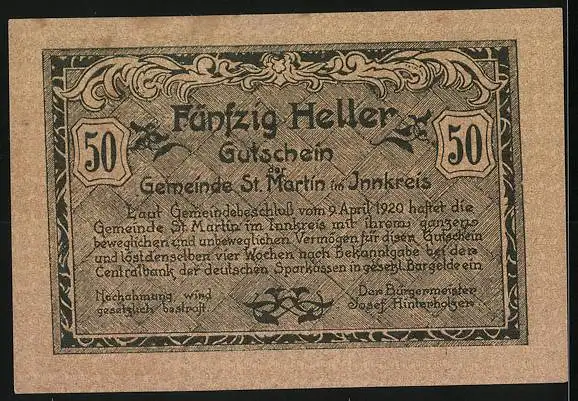 Fünfzig Heller
50 50
Gutschein
der
Gemeinde St. Martin im Innkreis
Laut Gemeindebeschluß vom 9. April 1920 haftet die
Gemeinde St. Martin im Innkreis mit ihrem ganzen
beweglichen und unbeweglichen Vermögen für disen Gutschein
und löst denselben vier Wochen nach Bekanntgabe bei der
Centralbank der deutschen Sparkassen in gesetzl. Bargelde ein
Nachahmung wird
gesetzlich bestraft.
Der Bürgermeister
Josef Hinterholzer.